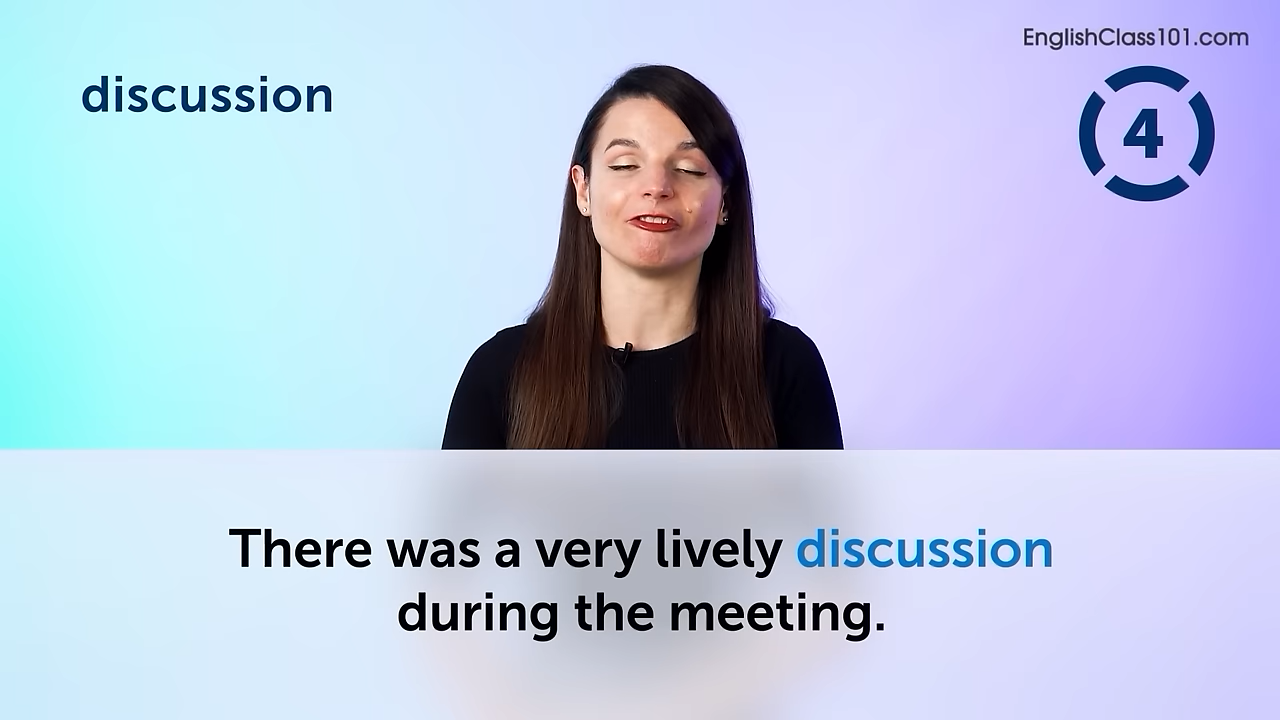 EnglishClass101.com
discussion
4
There was a very lively discussion
during the meeting.